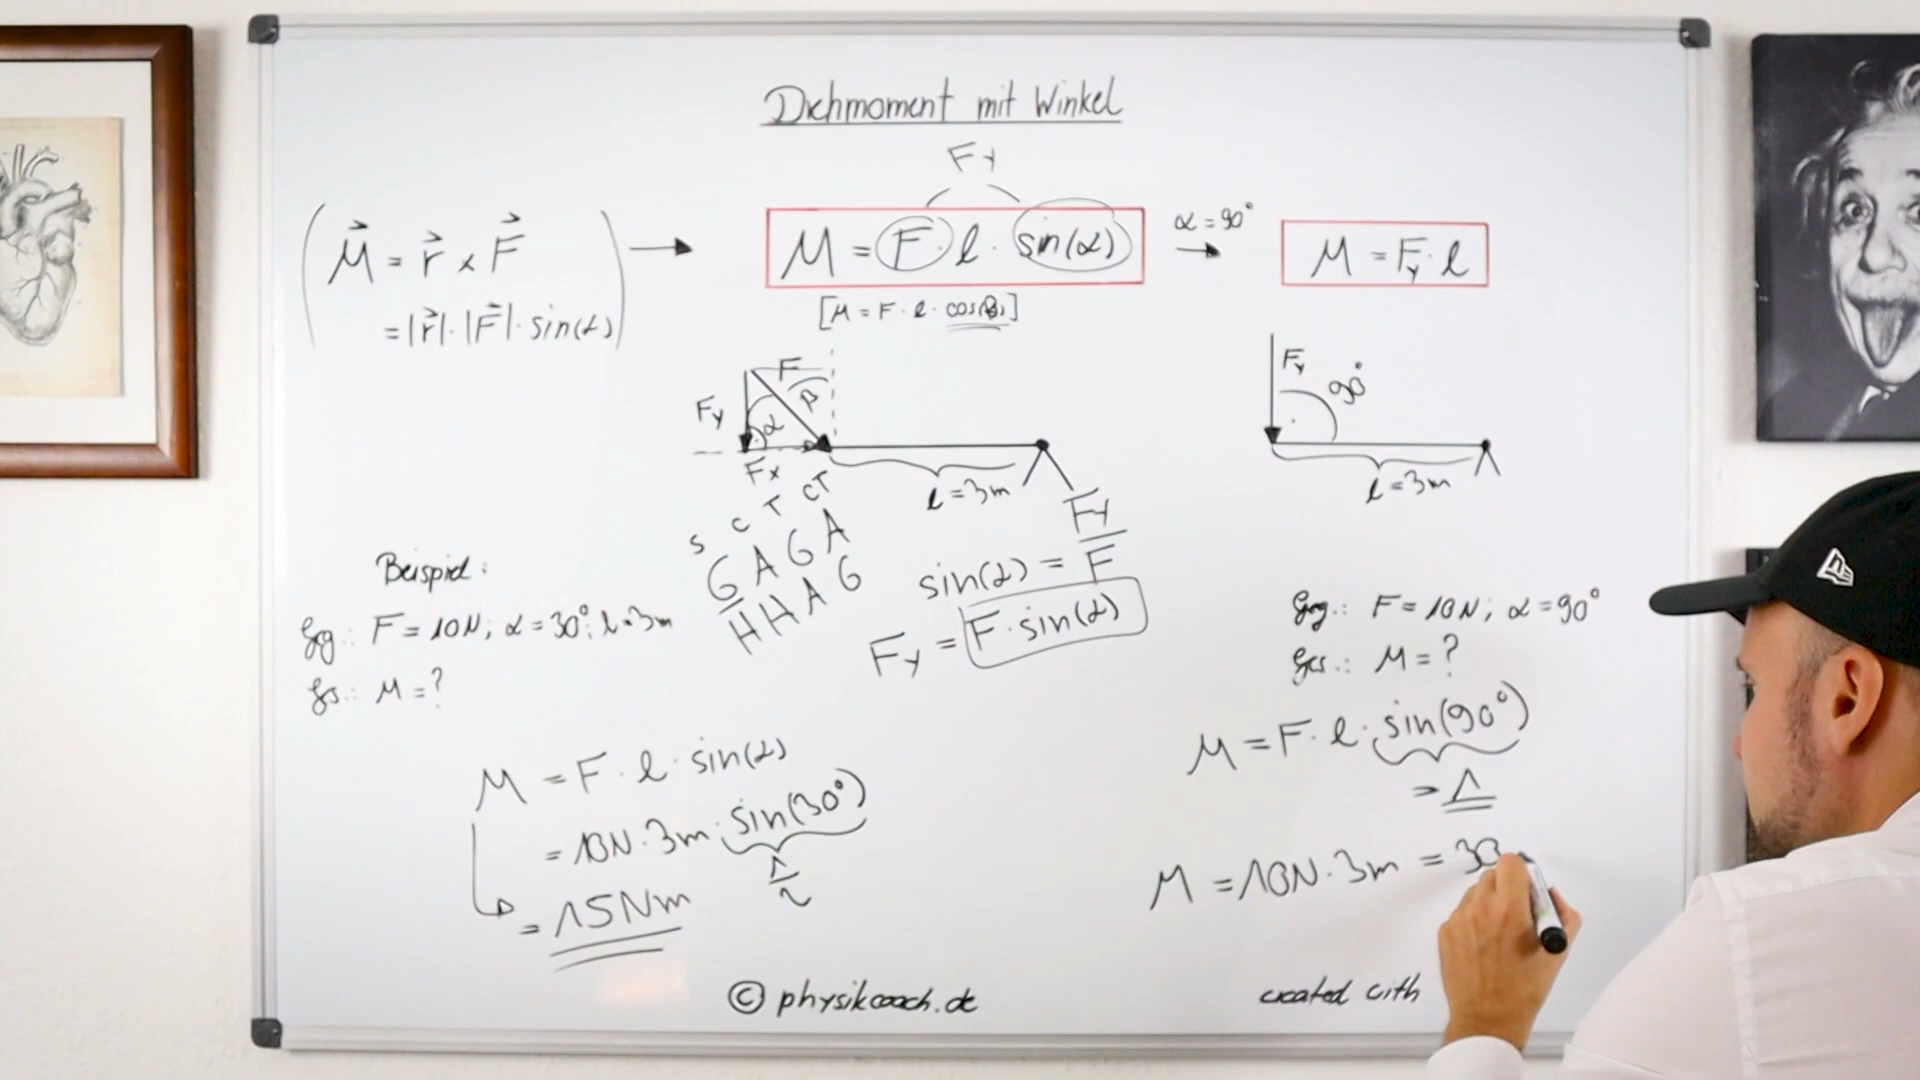 Drehmoment mit Winkel
Fy
M⃗ = r⃗ x F⃗
= |r⃗| · |F⃗| · sin(α)
M = F · l · sin(α)
[M = F · l · cos(β)]
α = 90°
M = Fy · l
F
Fy
α
β
Fx
l = 3m
Fy
90°
l = 3m
S C T CT
G A G A
H H A G
sin(α) = Fy / F
Fy = F · sin(α)
Beispiel:
Geg.: F = 10N; α = 30°; l = 3m
Ges.: M = ?
M = F · l · sin(α)
= 10N · 3m · sin(30°)
1/2
= 15Nm
Geg.: F = 10N; α = 90°
Ges.: M = ?
M = F · l · sin(90°)
= 1
M = 10N · 3m = 30
© physikcoach.de
created with